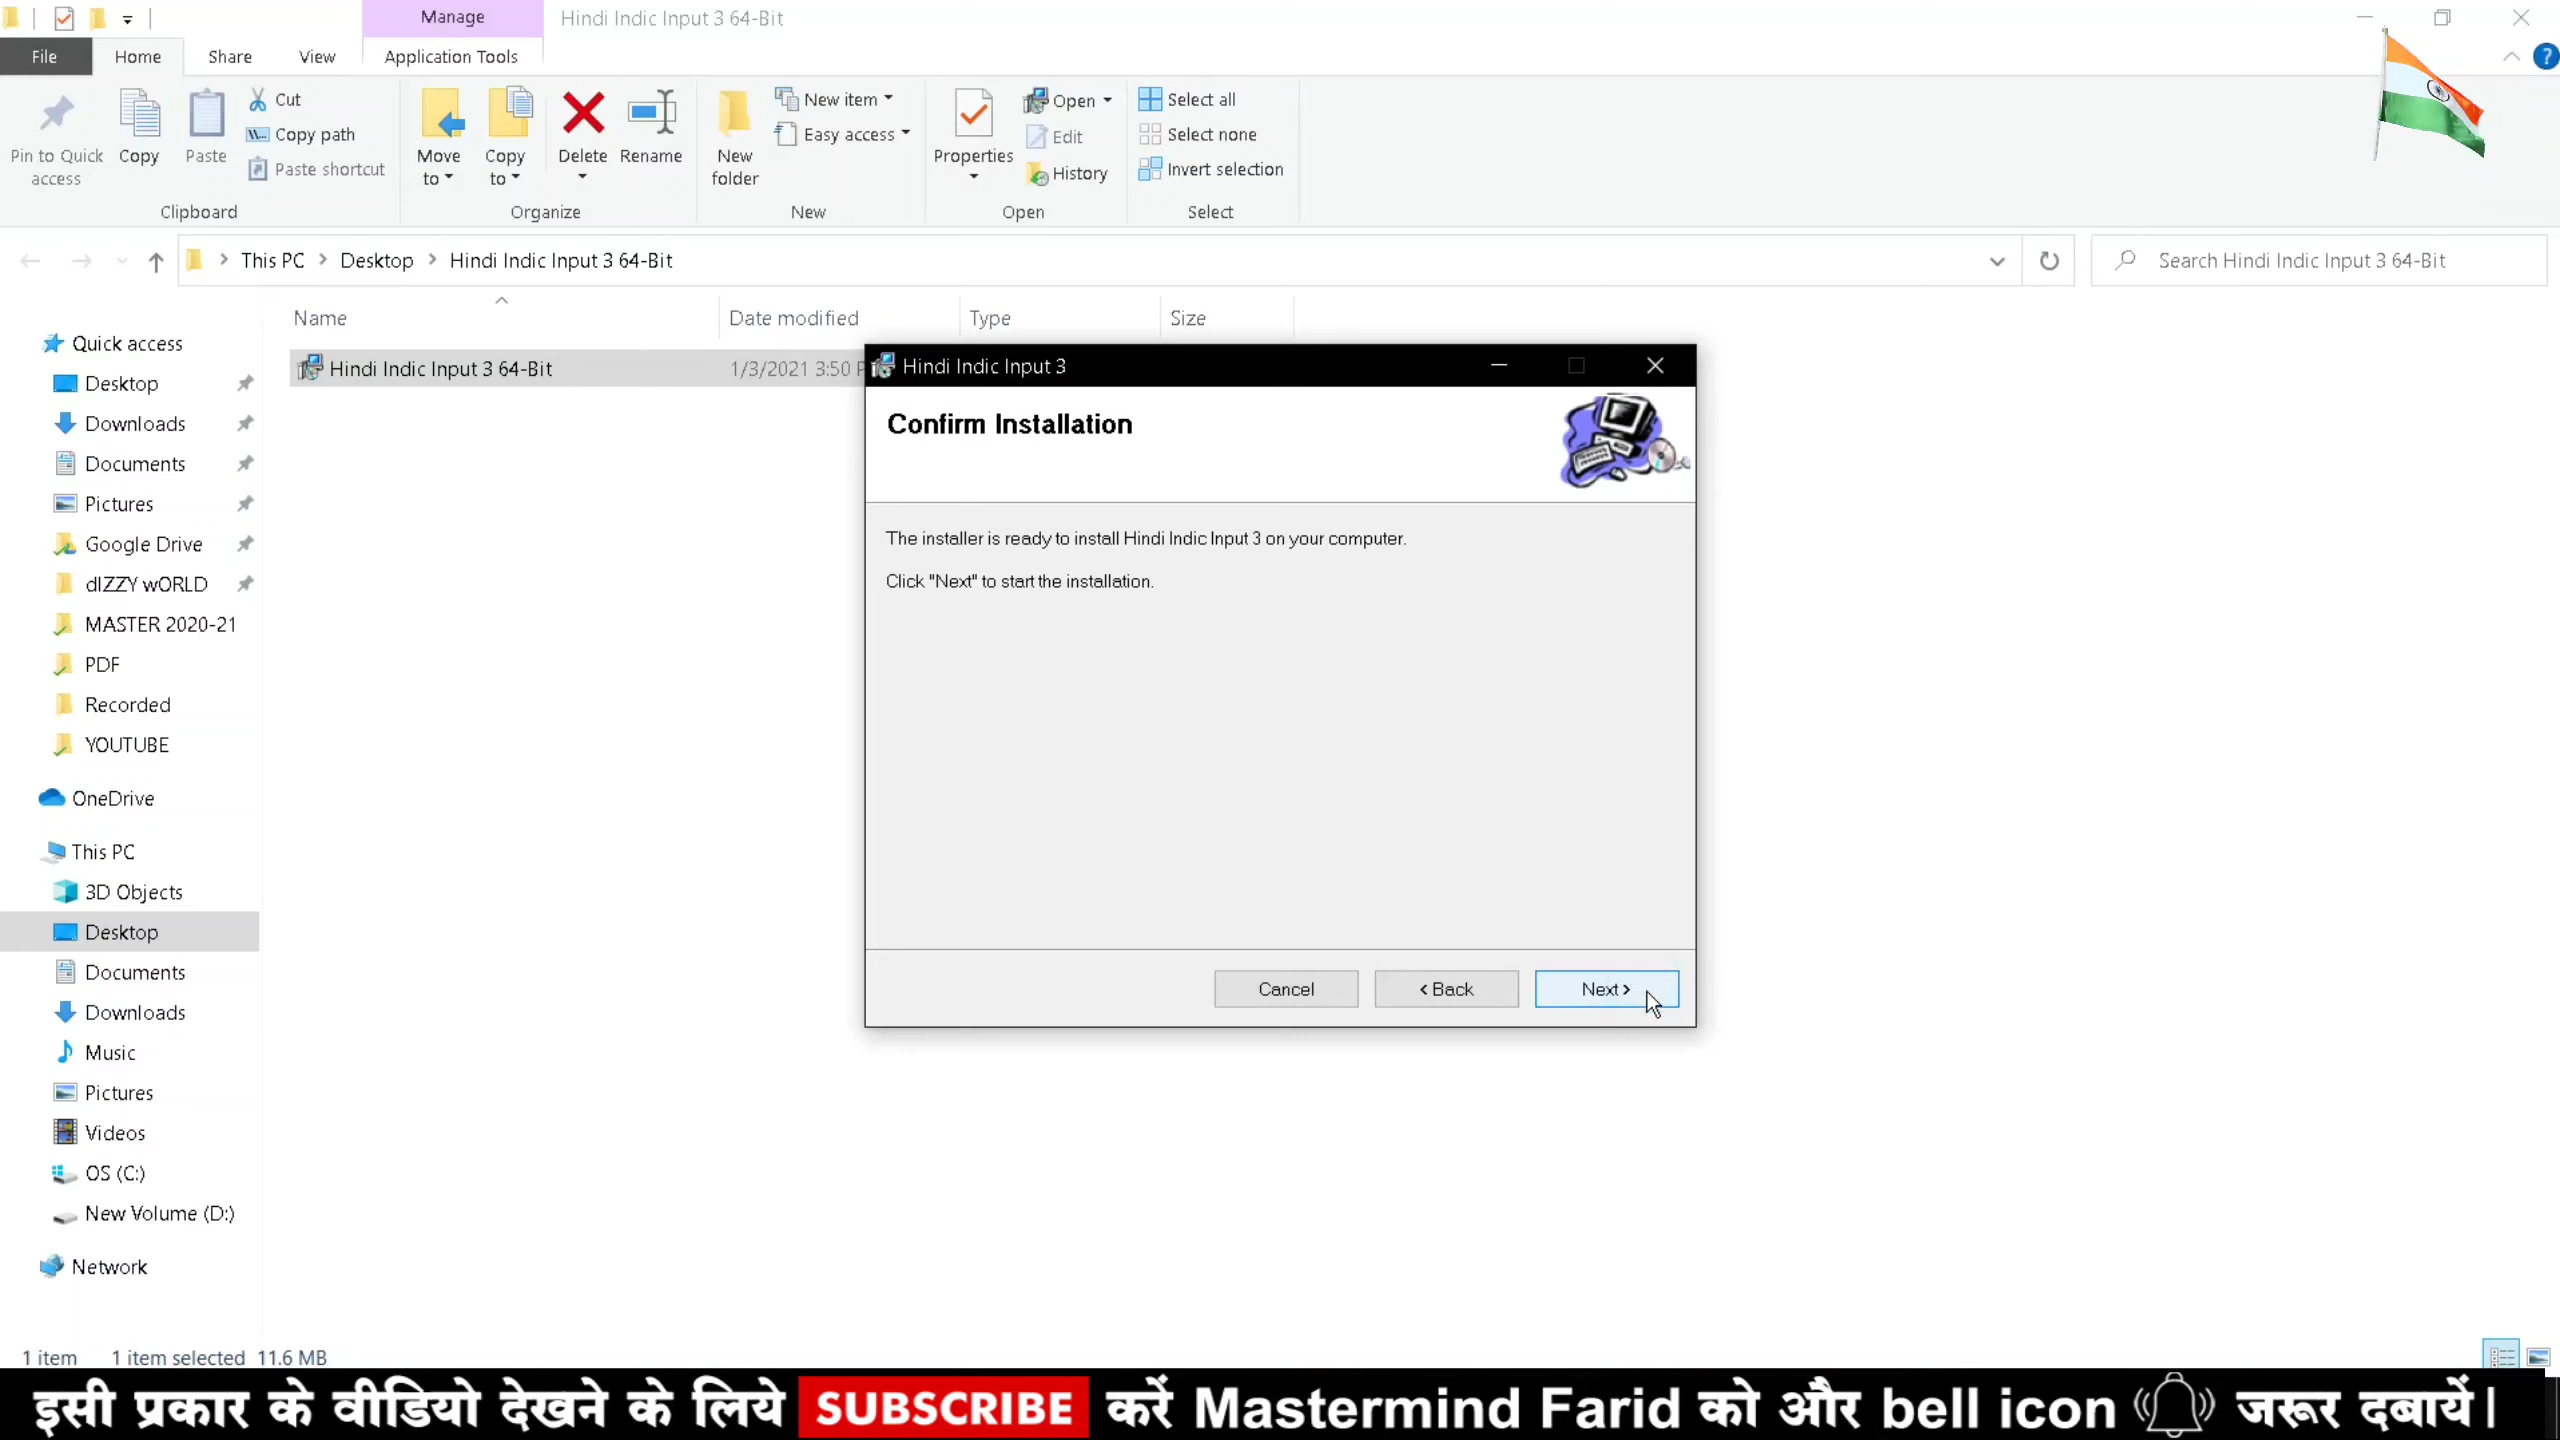 Manage
Hindi Indic Input 3 64-Bit
File
Home
Share
View
Application Tools
Pin to Quick access
Copy
Paste
Cut
Copy path
Paste shortcut
Clipboard
Move to
Copy to
Delete
Rename
Organize
New folder
New item
Easy access
New
Properties
Open
Edit
History
Open
Select all
Select none
Invert selection
Select
?
This PC > Desktop > Hindi Indic Input 3 64-Bit
Search Hindi Indic Input 3 64-Bit
Name
Date modified
Type
Size
Hindi Indic Input 3 64-Bit
1/3/2021 3:50 P
Quick access
Desktop
Downloads
Documents
Pictures
Google Drive
dIZZY wORLD
MASTER 2020-21
PDF
Recorded
YOUTUBE
OneDrive
This PC
3D Objects
Desktop
Documents
Downloads
Music
Pictures
Videos
OS (C:)
New Volume (D:)
Network
Hindi Indic Input 3
Confirm Installation
The installer is ready to install Hindi Indic Input 3 on your computer.
Click "Next" to start the installation.
Cancel
< Back
Next >
1 item
1 item selected 11.6 MB
इसी प्रकार के वीडियो देखने के लिये SUBSCRIBE करें Mastermind Farid को और bell icon जरूर दबायें।